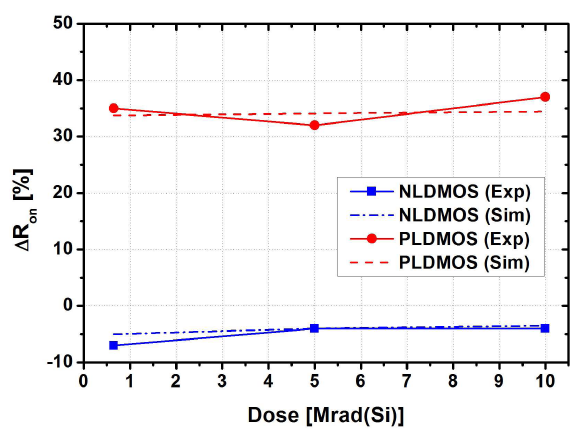 50
40
30
20
10
0
-10
ΔRon [%]
NLDMOS (Exp)
NLDMOS (Sim)
PLDMOS (Exp)
PLDMOS (Sim)
0 1 2 3 4 5 6 7 8 9 10
Dose [Mrad(Si)]